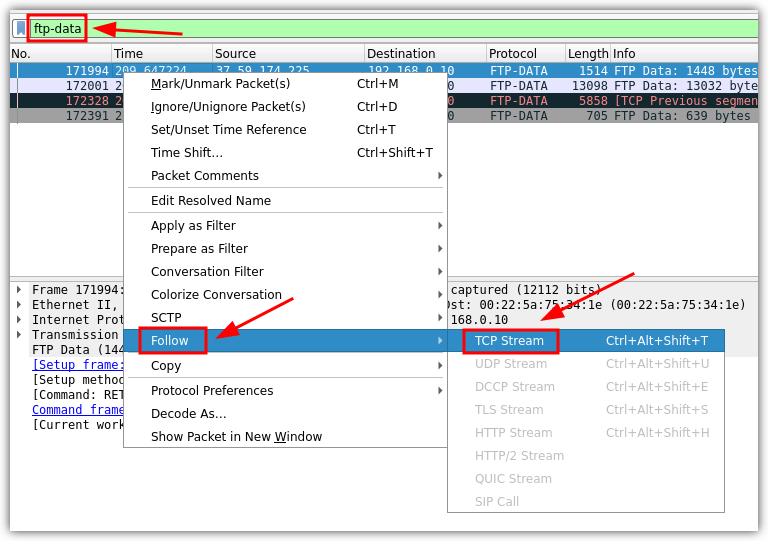 ftp-data
No. Time Source Destination Protocol Length Info
171994 209.647224 37.59.174.225 192.168.0.10 FTP-DATA 1514 FTP Data: 1448 bytes
172001 2 0 FTP-DATA 13098 FTP Data: 13032 byt
172328 2 0 FTP-DATA 5858 [TCP Previous segmen
172391 2 0 FTP-DATA 705 FTP Data: 639 bytes
Mark/Unmark Packet(s) Ctrl+M
Ignore/Unignore Packet(s) Ctrl+D
Set/Unset Time Reference Ctrl+T
Time Shift... Ctrl+Shift+T
Packet Comments
Edit Resolved Name
Apply as Filter
Prepare as Filter
Conversation Filter
Colorize Conversation
SCTP
Follow
Copy
Protocol Preferences
Decode As...
Show Packet in New Window
TCP Stream Ctrl+Alt+Shift+T
UDP Stream Ctrl+Alt+Shift+U
DCCP Stream Ctrl+Alt+Shift+E
TLS Stream Ctrl+Alt+Shift+S
HTTP Stream Ctrl+Alt+Shift+H
HTTP/2 Stream
QUIC Stream
SIP Call
Frame 171994: captured (12112 bits)
Ethernet II, Dst: 00:22:5a:75:34:1e (00:22:5a:75:34:1e)
Internet Prot 168.0.10
Transmission
FTP Data (144
[Setup frame:
[Setup method
[Command: RET
Command frame
[Current work